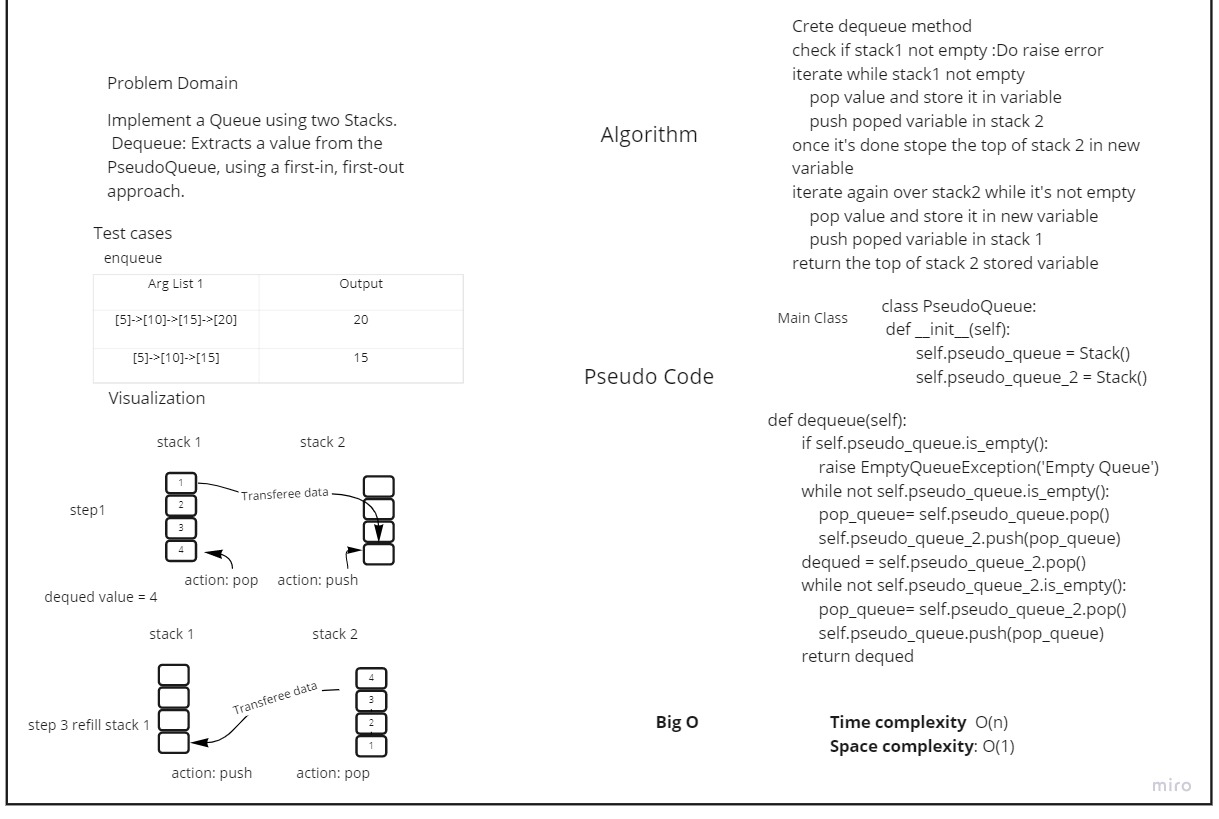 Problem Domain
Implement a Queue using two Stacks.
Dequeue: Extracts a value from the
PseudoQueue, using a first-in, first-out
approach.
Test cases
enqueue
Arg List 1 Output
[5]->[10]->[15]->[20] 20
[5]->[10]->[15] 15
Visualization
stack 1 stack 2
step1
1
2
3
4
Transferee data
action: pop action: push
dequed value = 4
stack 1 stack 2
step 3 refill stack 1
Transferee data
4
3
2
1
action: push action: pop
Algorithm
Crete dequeue method
check if stack1 not empty :Do raise error
iterate while stack1 not empty
pop value and store it in variable
push poped variable in stack 2
once it's done stope the top of stack 2 in new
variable
iterate again over stack2 while it's not empty
pop value and store it in new variable
push poped variable in stack 1
return the top of stack 2 stored variable
Pseudo Code
Main Class
class PseudoQueue:
def __init__(self):
self.pseudo_queue = Stack()
self.pseudo_queue_2 = Stack()
def dequeue(self):
if self.pseudo_queue.is_empty():
raise EmptyQueueException('Empty Queue')
while not self.pseudo_queue.is_empty():
pop_queue= self.pseudo_queue.pop()
self.pseudo_queue_2.push(pop_queue)
dequed = self.pseudo_queue_2.pop()
while not self.pseudo_queue_2.is_empty():
pop_queue= self.pseudo_queue_2.pop()
self.pseudo_queue.push(pop_queue)
return dequed
Big O
Time complexity O(n)
Space complexity: O(1)
miro